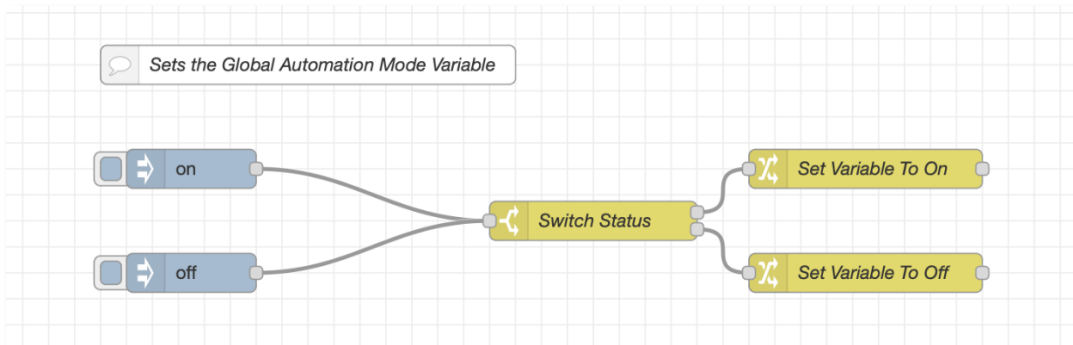 Sets the Global Automation Mode Variable
on
Set Variable To On
Switch Status
off
Set Variable To Off